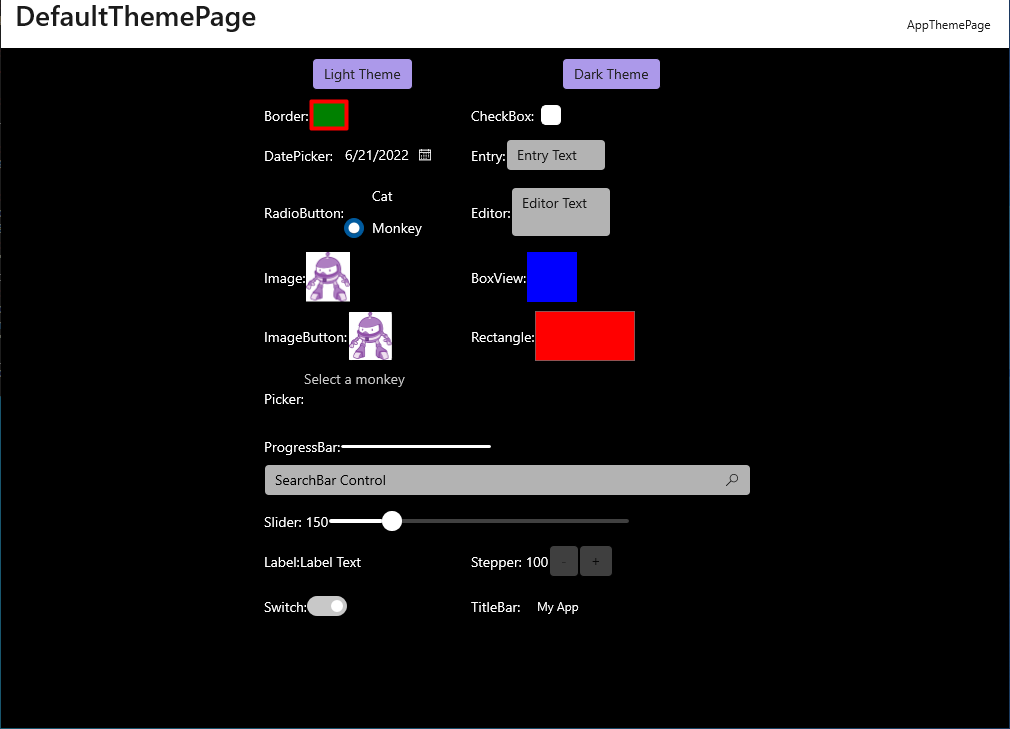 DefaultThemePage
AppThemePage
Light Theme
Dark Theme
Border:
CheckBox:
DatePicker: 6/21/2022
Entry: Entry Text
Cat
RadioButton:
Monkey
Editor: Editor Text
Image:
BoxView:
ImageButton:
Rectangle:
Select a monkey
Picker:
ProgressBar:
SearchBar Control
Slider: 150
Label:Label Text
Stepper: 100 - +
Switch:
TitleBar: My App